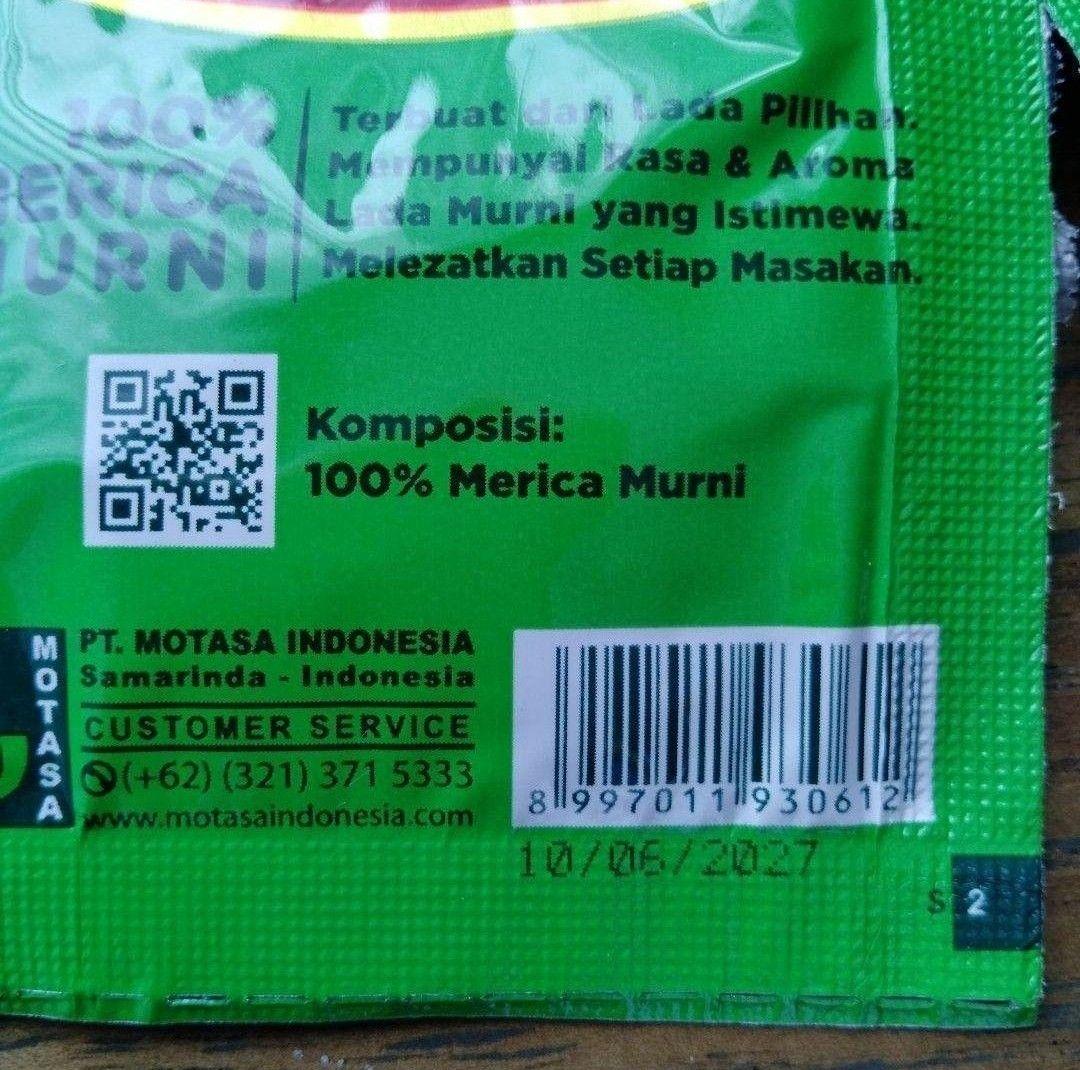 100%
MERICA
MURNI
Terbuat dari Lada Pilihan.
Mempunyai Rasa & Aroma
Lada Murni yang Istimewa.
Melezatkan Setiap Masakan.
Komposisi:
100% Merica Murni
MOTASA
PT. MOTASA INDONESIA
Samarinda - Indonesia
CUSTOMER SERVICE
(+62) (321) 371 5333
www.motasaindonesia.com
8 997011 930612
10/06/2027
S 2